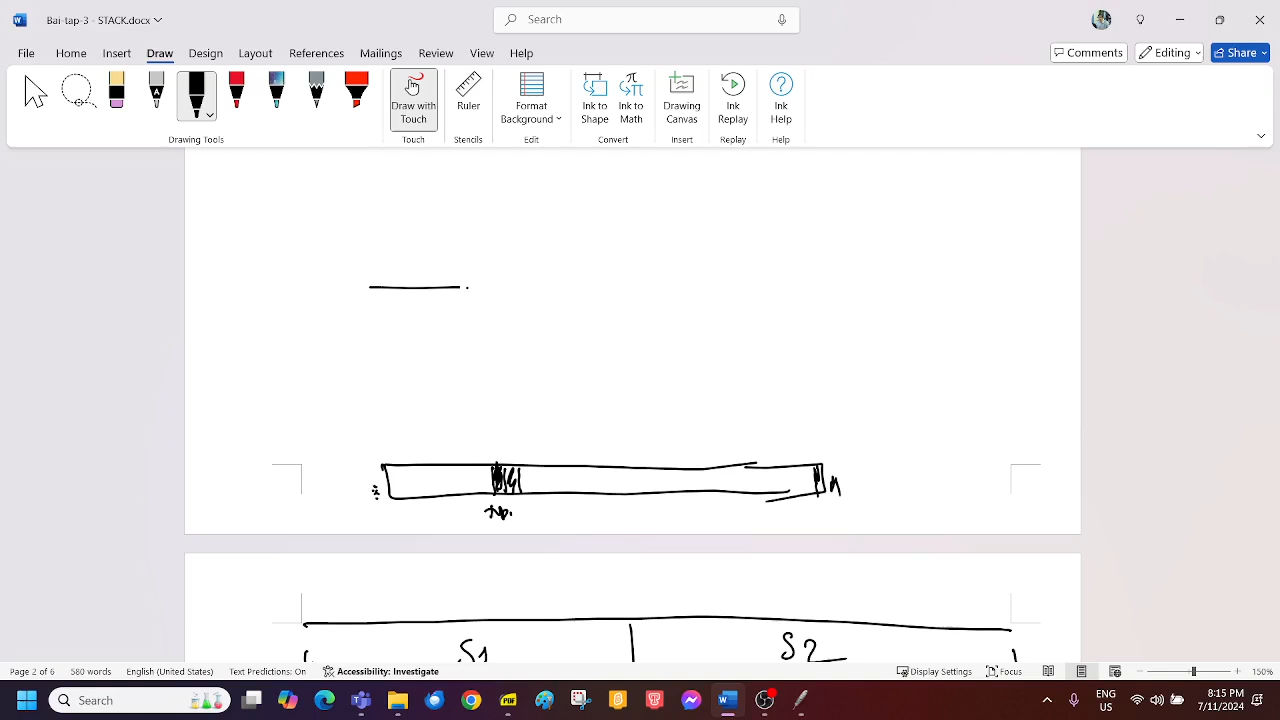 Bai-tap-3 - STACK.docx
Search
File Home Insert Draw Design Layout References Mailings Review View Help
Comments Editing Share
Draw with Touch
Ruler
Format Background
Ink to Shape
Ink to Math
Drawing Canvas
Ink Replay
Ink Help
Drawing Tools Touch Stencils Edit Convert Insert Replay Help
S1 S2
Page 2 of 6 580 words English (United States) Text Predictions: On Accessibility: Investigate Display Settings Focus 150%
Search
PDF
ENG
US
8:15 PM
7/11/2024